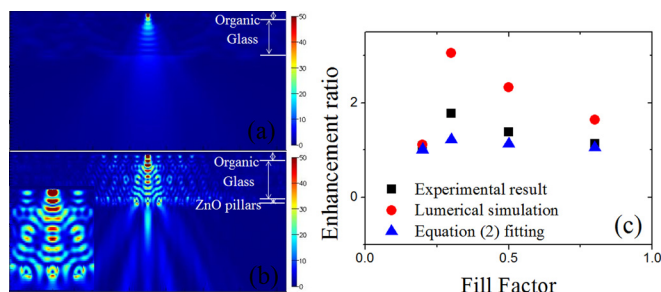 Organic
Glass
(a)
50
40
30
20
10
0
Organic
Glass
ZnO pillars
(b)
50
40
30
20
10
0
Enhancement ratio
2
0
Experimental result
Lumerical simulation
Equation (2) fitting
(c)
0.0
0.5
1.0
Fill Factor